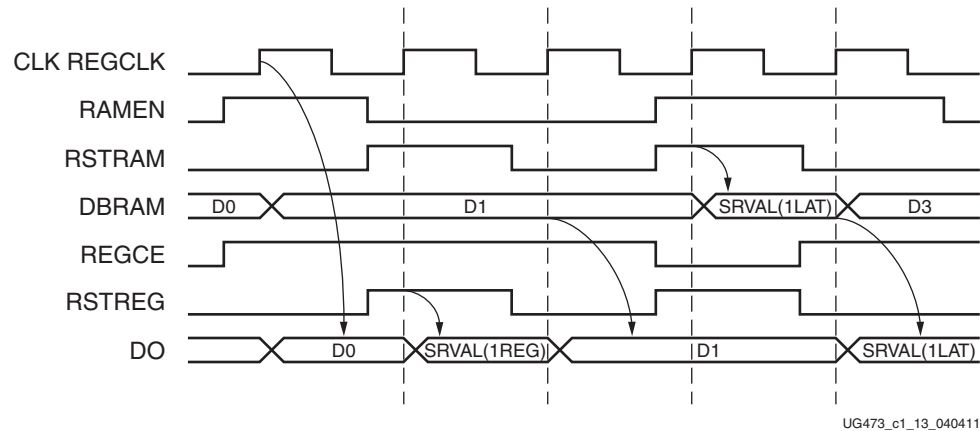 CLK REGCLK
RAMEN
RSTRAM
DBRAM D0 D1 SRVAL(1LAT) D3
REGCE
RSTREG
DO D0 SRVAL(1REG) D1 SRVAL(1LAT)
UG473_c1_13_040411